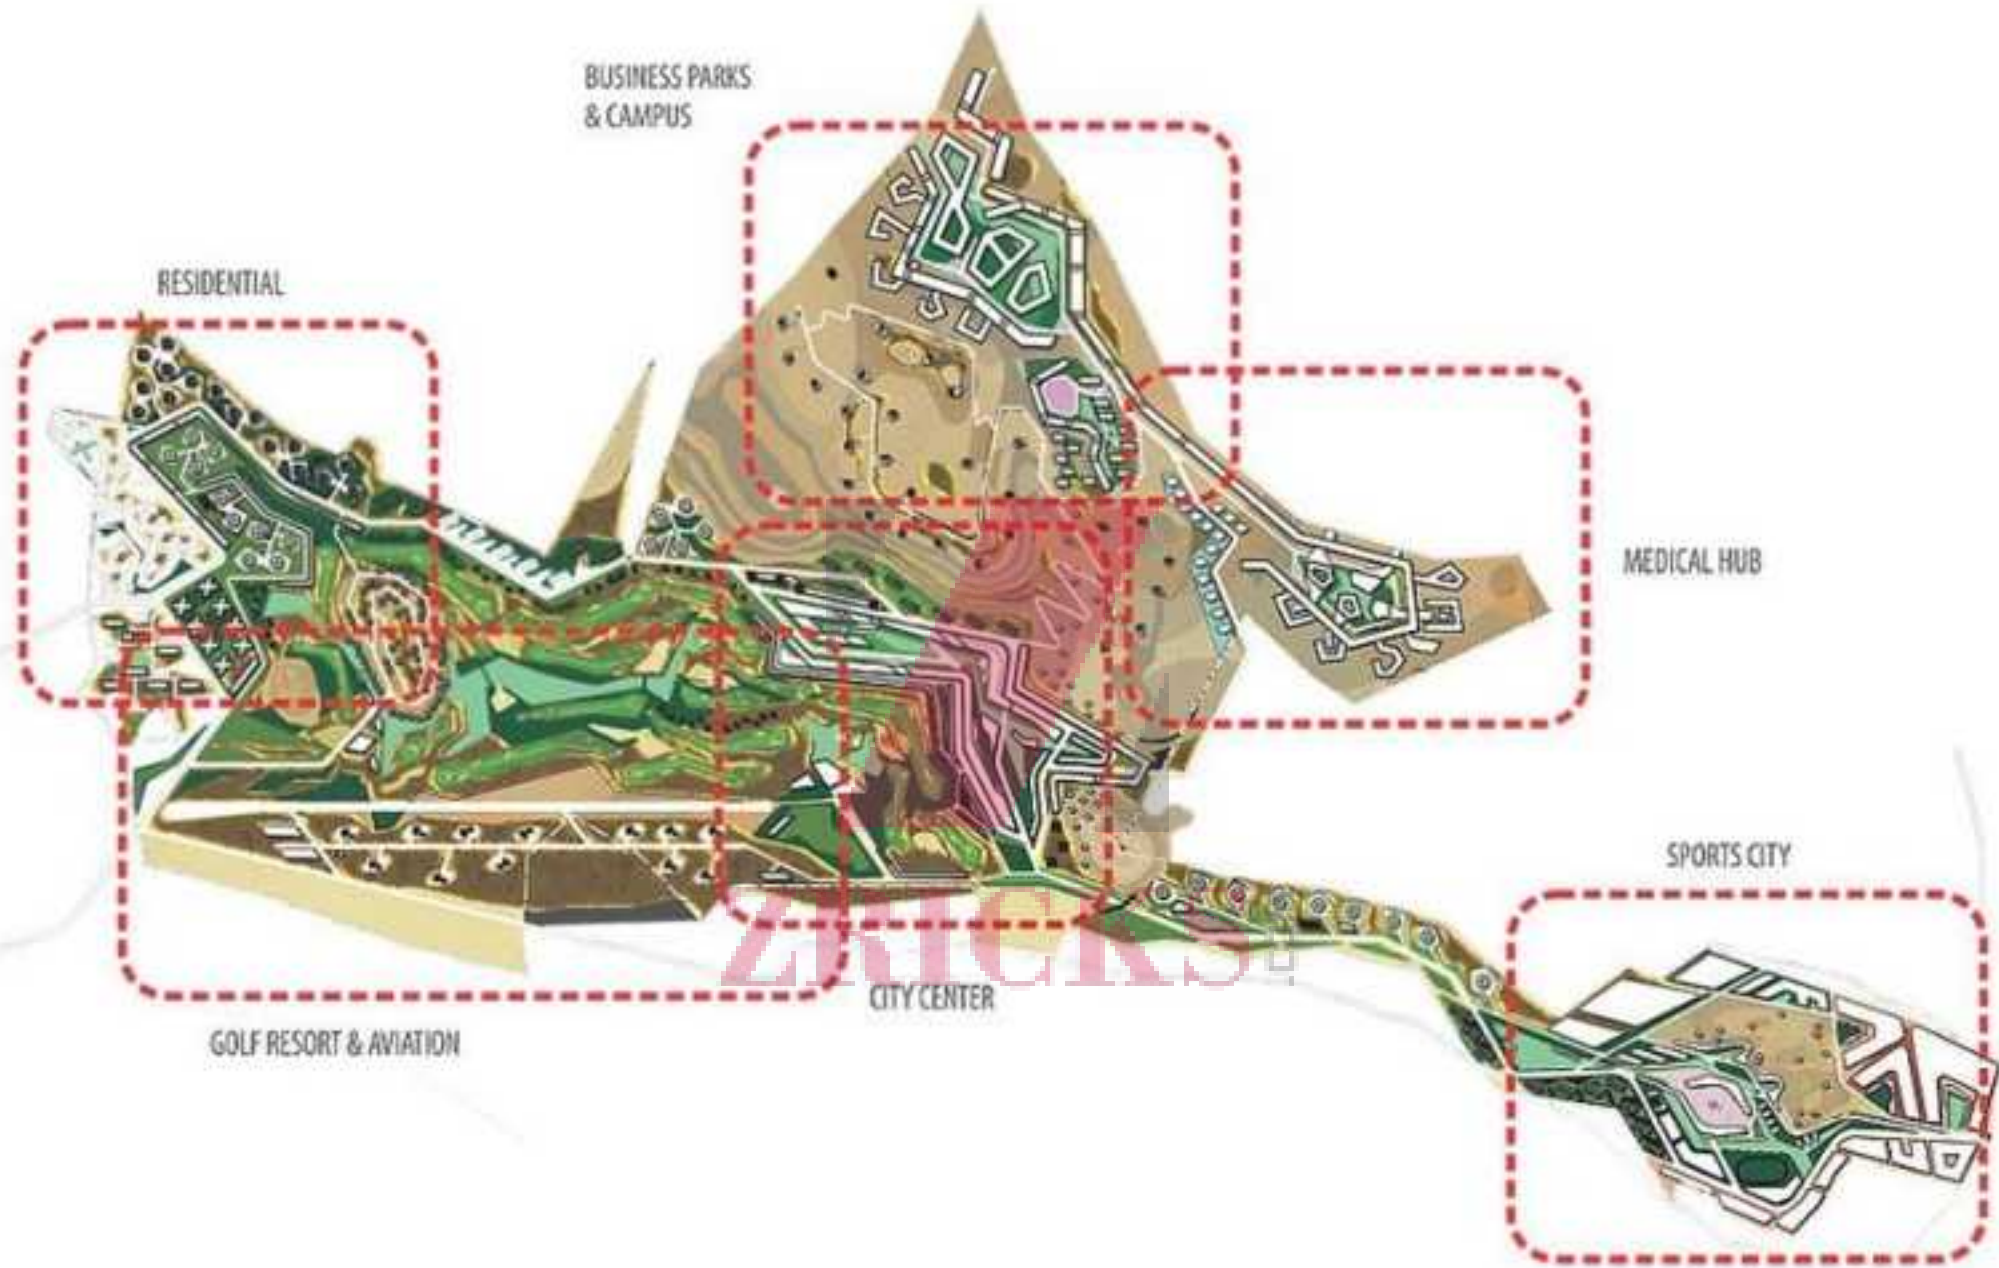 BUSINESS PARKS
& CAMPUS
RESIDENTIAL
MEDICAL HUB
SPORTS CITY
CITY CENTER
GOLF RESORT & AVIATION
ZRICKS